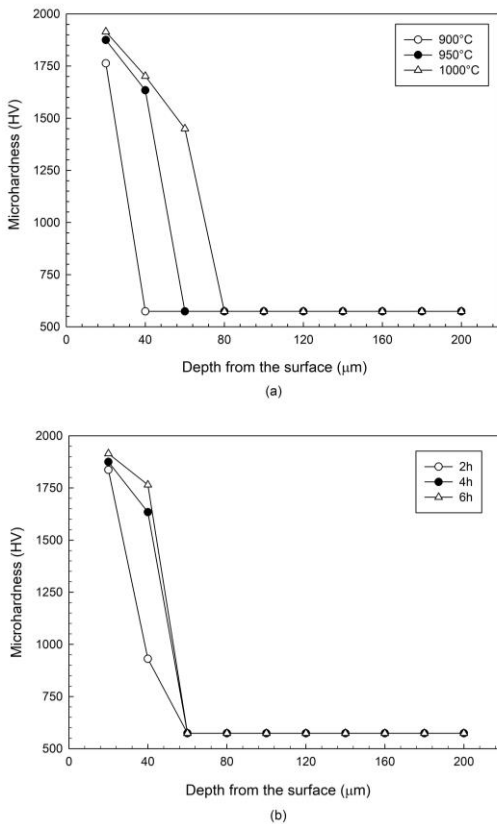 2000
1750
1500
1250
1000
750
500
Microhardness (HV)
900°C
950°C
1000°C
0 40 80 120 160 200
Depth from the surface (μm)
(a)
2000
1750
1500
1250
1000
750
500
Microhardness (HV)
2h
4h
6h
0 40 80 120 160 200
Depth from the surface (μm)
(b)